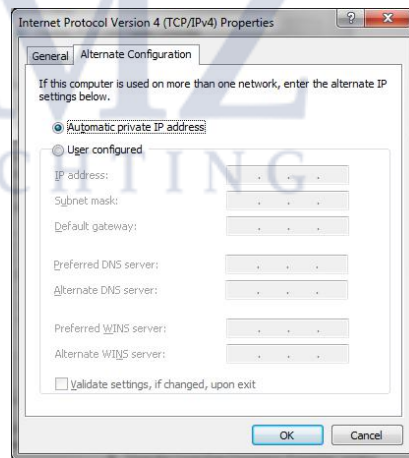 Internet Protocol Version 4 (TCP/IPv4) Properties
General
Alternate Configuration
If this computer is used on more than one network, enter the alternate IP
settings below.
Automatic private IP address
User configured
IP address:
Subnet mask:
Default gateway:
Preferred DNS server:
Alternate DNS server:
Preferred WINS server:
Alternate WINS server:
Validate settings, if changed, upon exit
OK
Cancel